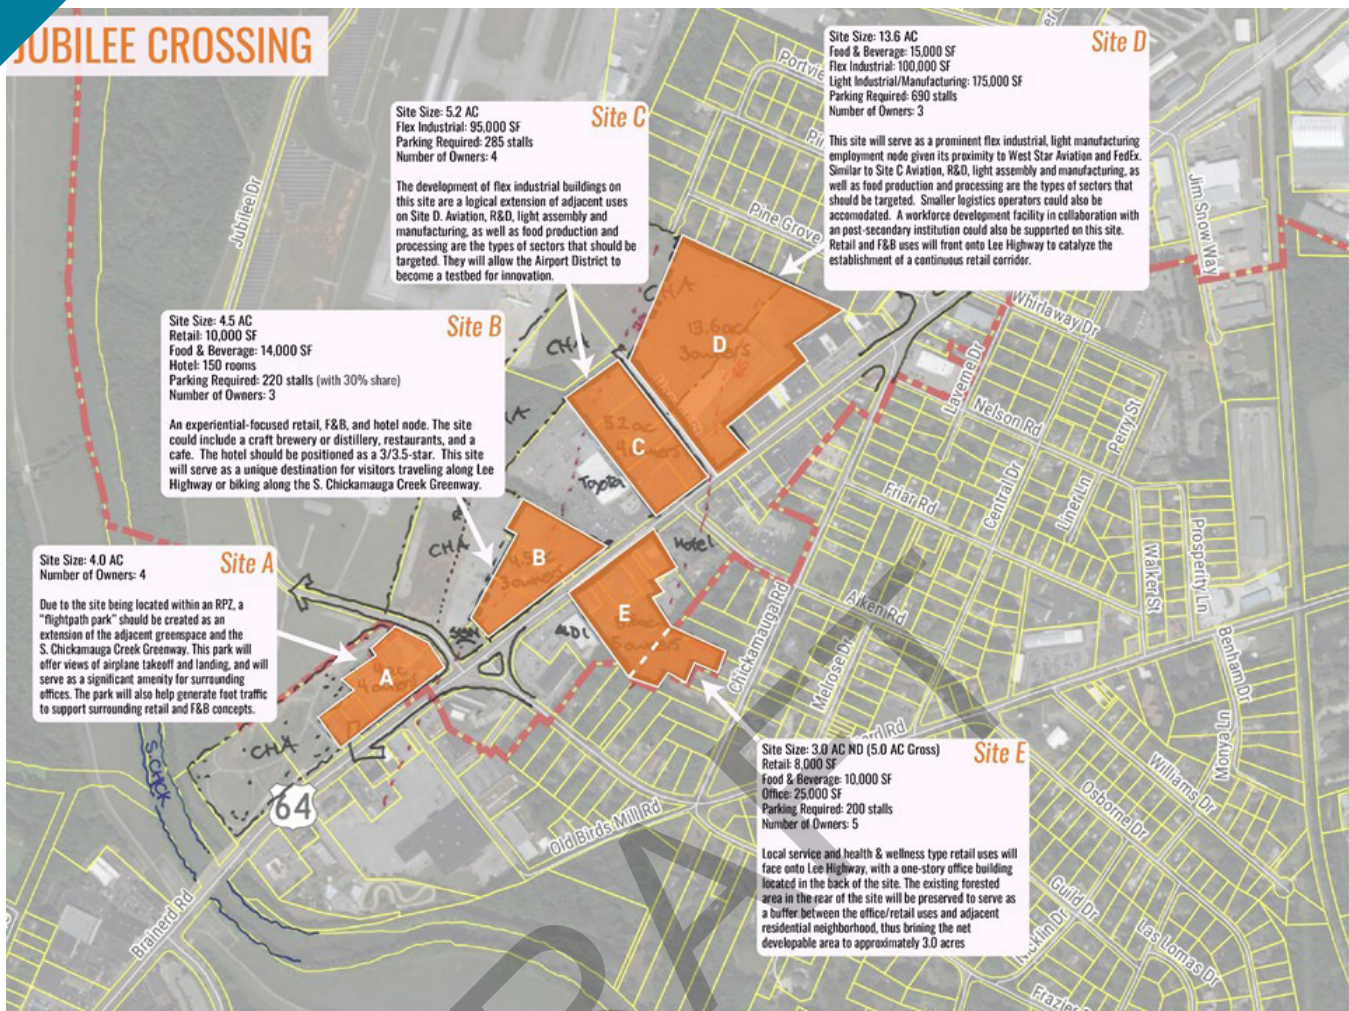 JUBILEE CROSSING
Site D
Site Size: 13.6 AC
Food & Beverage: 15,000 SF
Flex Industrial: 100,000 SF
Light Industrial/Manufacturing: 175,000 SF
Parking Required: 690 stalls
Number of Owners: 3
This site will serve as a prominent flex industrial, light manufacturing
employment node given its proximity to West Star Aviation and FedEx.
Similar to Site C Aviation, R&D, light assembly and manufacturing, as
well as food production and processing are the types of sectors that
should be targeted. Smaller logistics operators could also be
accomodated. A workforce development facility in collaboration with
an post-secondary institution could also be supported on this site.
Retail and F&B uses will front onto Lee Highway to catalyze the
establishment of a continuous retail corridor.
Site C
Site Size: 5.2 AC
Flex Industrial: 95,000 SF
Parking Required: 285 stalls
Number of Owners: 4
The development of flex industrial buildings on
this site are a logical extension of adjacent uses
on Site D. Aviation, R&D, light assembly and
manufacturing, as well as food production and
processing are the types of sectors that should be
targeted. They will allow the Airport District to
become a testbed for innovation.
Site B
Site Size: 4.5 AC
Retail: 10,000 SF
Food & Beverage: 14,000 SF
Hotel: 150 rooms
Parking Required: 220 stalls (with 30% share)
Number of Owners: 3
An experiential-focused retail, F&B, and hotel node. The site
could include a craft brewery or distillery, restaurants, and a
cafe. The hotel should be positioned as a 3/3.5-star. This site
will serve as a unique destination for visitors traveling along Lee
Highway or biking along the S. Chickamauga Creek Greenway.
Site A
Site Size: 4.0 AC
Number of Owners: 4
Due to the site being located within an RPZ, a
"flightpath park" should be created as an
extension of the adjacent greenspace and the
S. Chickamauga Creek Greenway. This park will
offer views of airplane takeoff and landing, and will
serve as a significant amenity for surrounding
offices. The park will also help generate foot traffic
to support surrounding retail and F&B concepts.
Site E
Site Size: 3.0 AC ND (5.0 AC Gross)
Retail: 8,000 SF
Food & Beverage: 10,000 SF
Office: 25,000 SF
Parking Required: 200 stalls
Number of Owners: 5
Local service and health & wellness type retail uses will
face onto Lee Highway, with a one-story office building
located in the back of the site. The existing forested
area in the rear of the site will be preserved to serve as
a buffer between the office/retail uses and adjacent
residential neighborhood, thus brining the net
developable area to approximately 3.0 acres
Jubilee Dr
Pine Grove
Jim Snow Way
Whirlaway Dr
Laverne Dr
Nelson Rd
Perry St
Friar Rd
Central Dr
Liner Ln
Walker St
Prosperity Ln
Benham Dr
Monya Ln
Aiken Rd
Melrose Dr
Chickamauga Rd
Williams Dr
Osborne Dr
Guild Dr
Las Lomas Dr
Old Birds Mill Rd
Brainerd Rd
64
D
13.6ac
3owners
C
5.2ac
4owners
B
4.5ac
3owners
A
4ac
4owners
E
5owners
CHA
CHA
CHA
CHA
Toyota
Hotel
ALDI
SIGN
S.CHICK
DRAFT